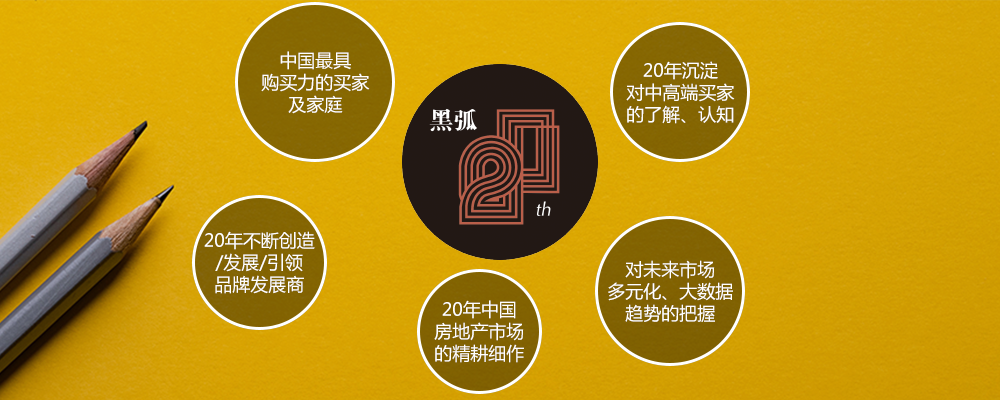 中国最具
购买力的买家
及家庭
20年沉淀
对中高端买家
的了解、认知
黑弧
20
th
20年不断创造
/发展/引领
品牌发展商
20年中国
房地产市场
的精耕细作
对未来市场
多元化、大数据
趋势的把握